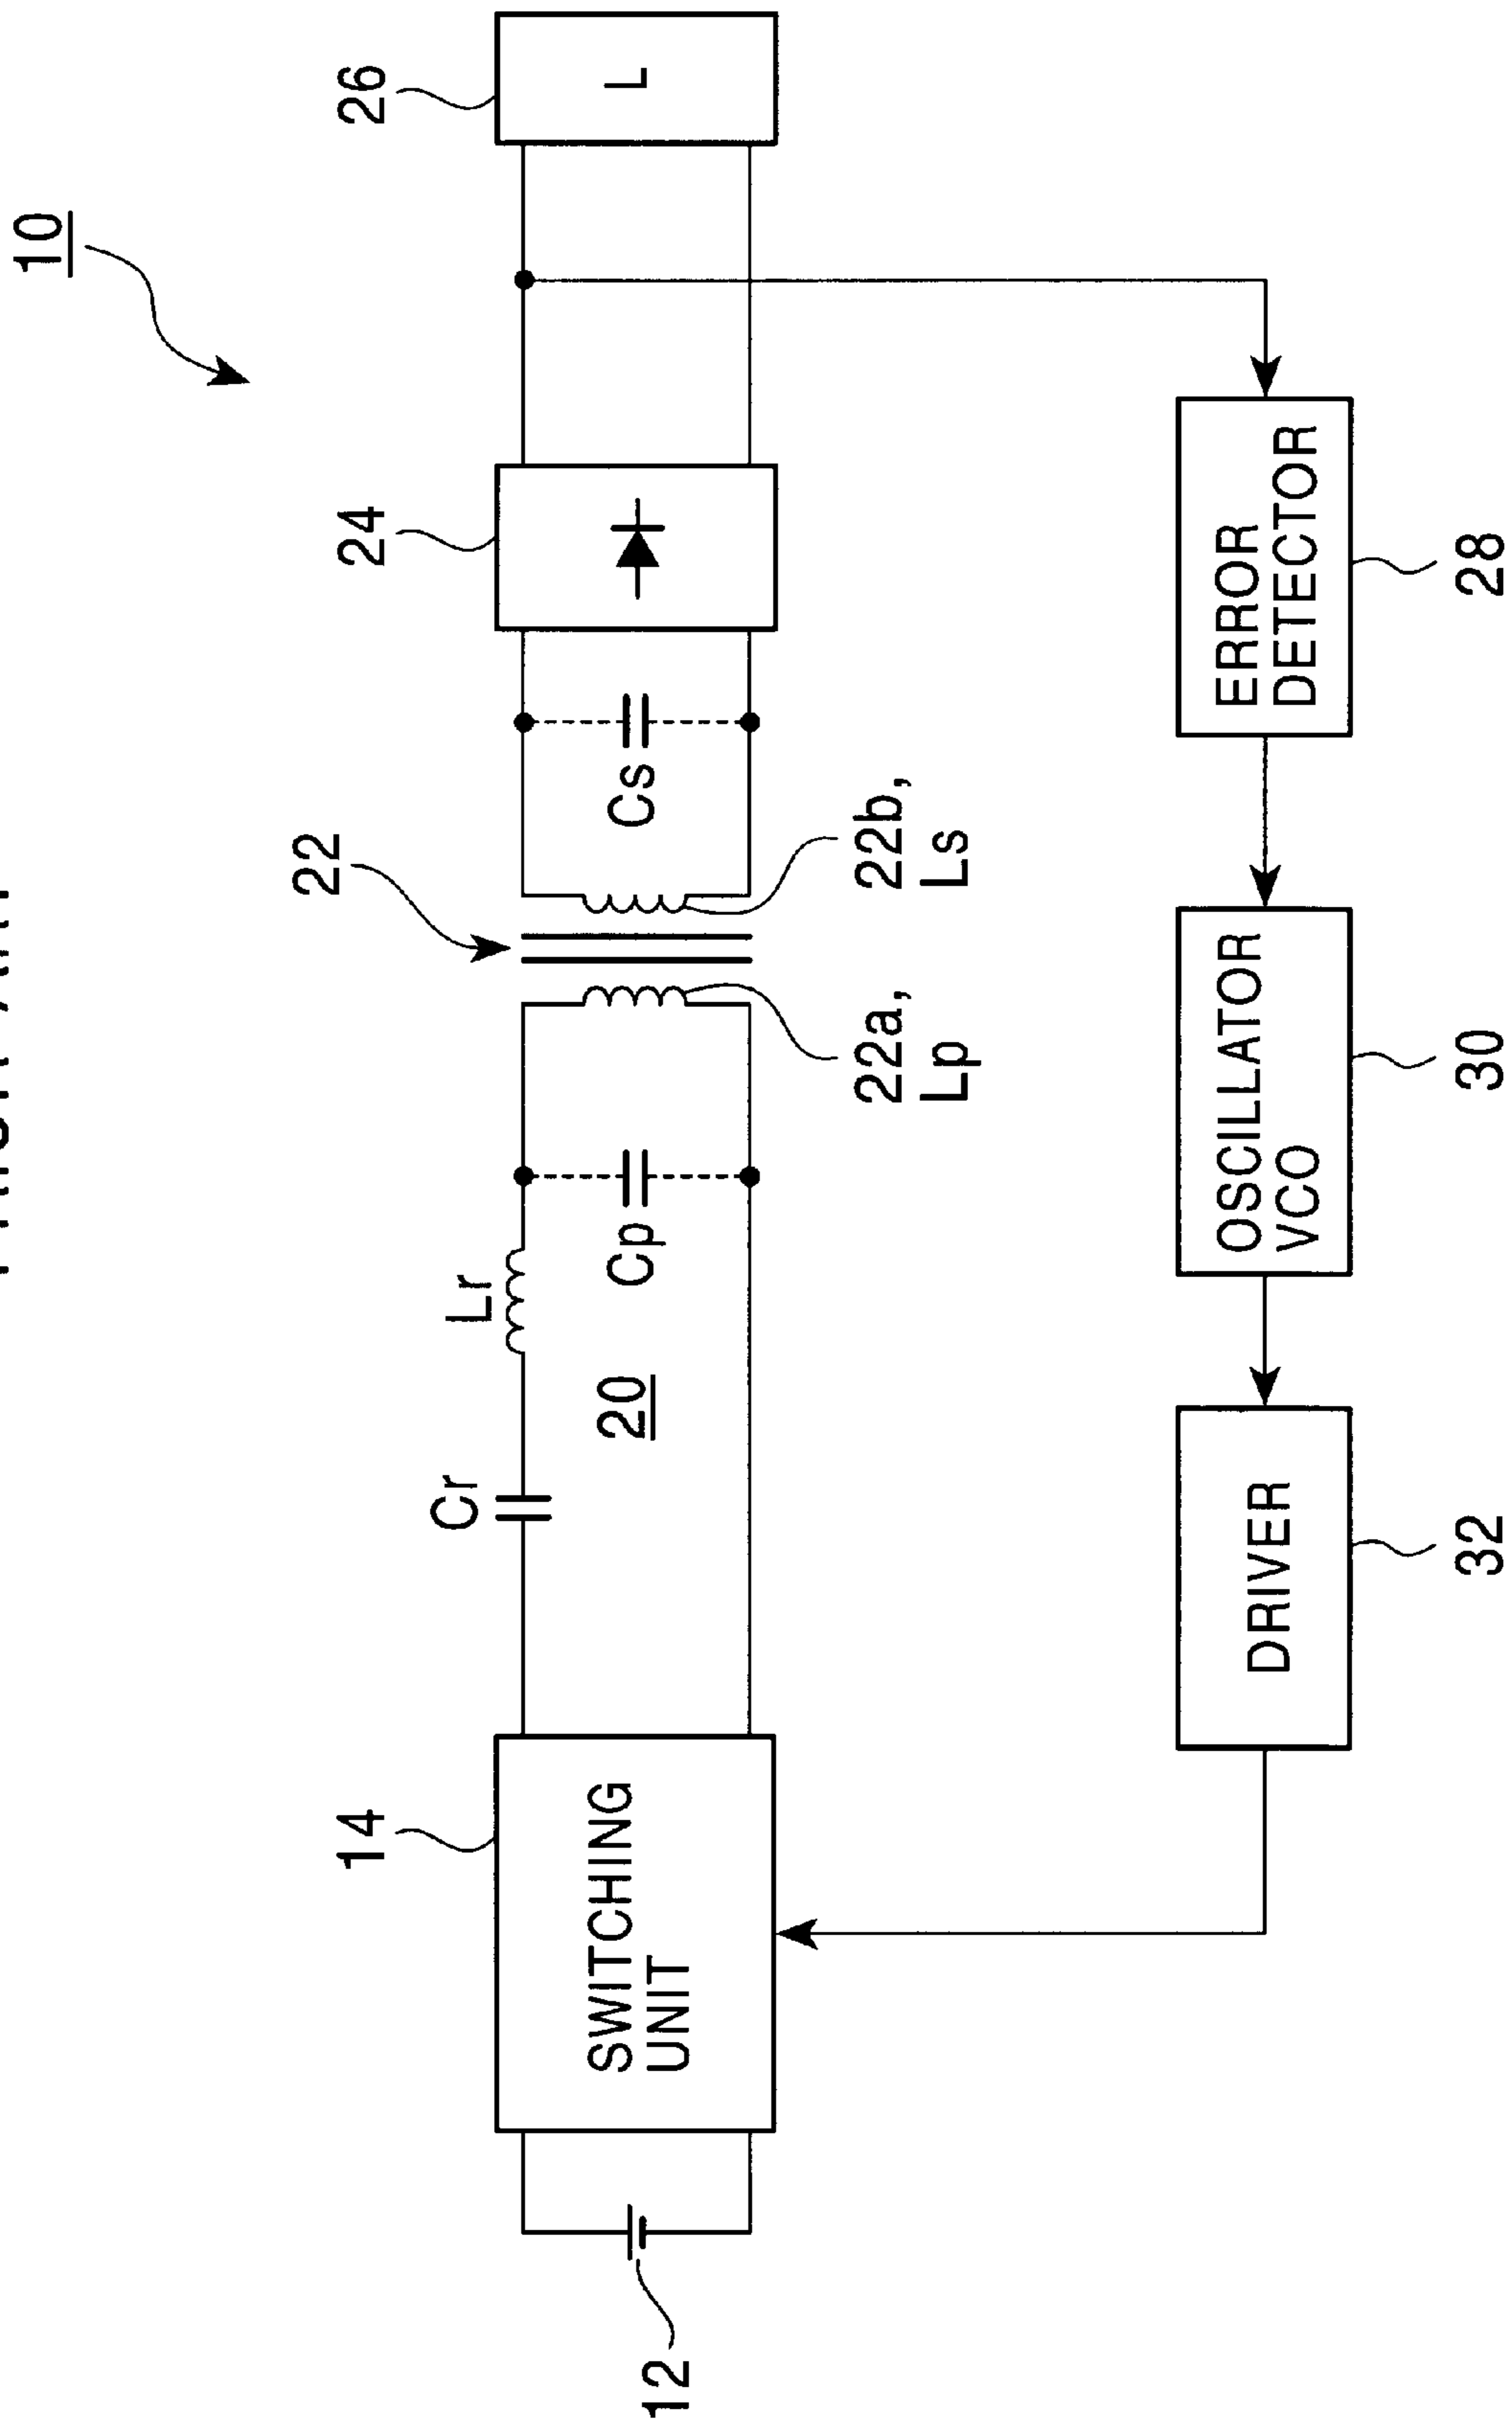 10
22
24
26
14
Cr
Lr
20
Cp
Cs
L
SWITCHING
UNIT
12
22a,
Lp
22b,
Ls
DRIVER
OSCILLATOR
VCO
ERROR
DETECTOR
32
30
28